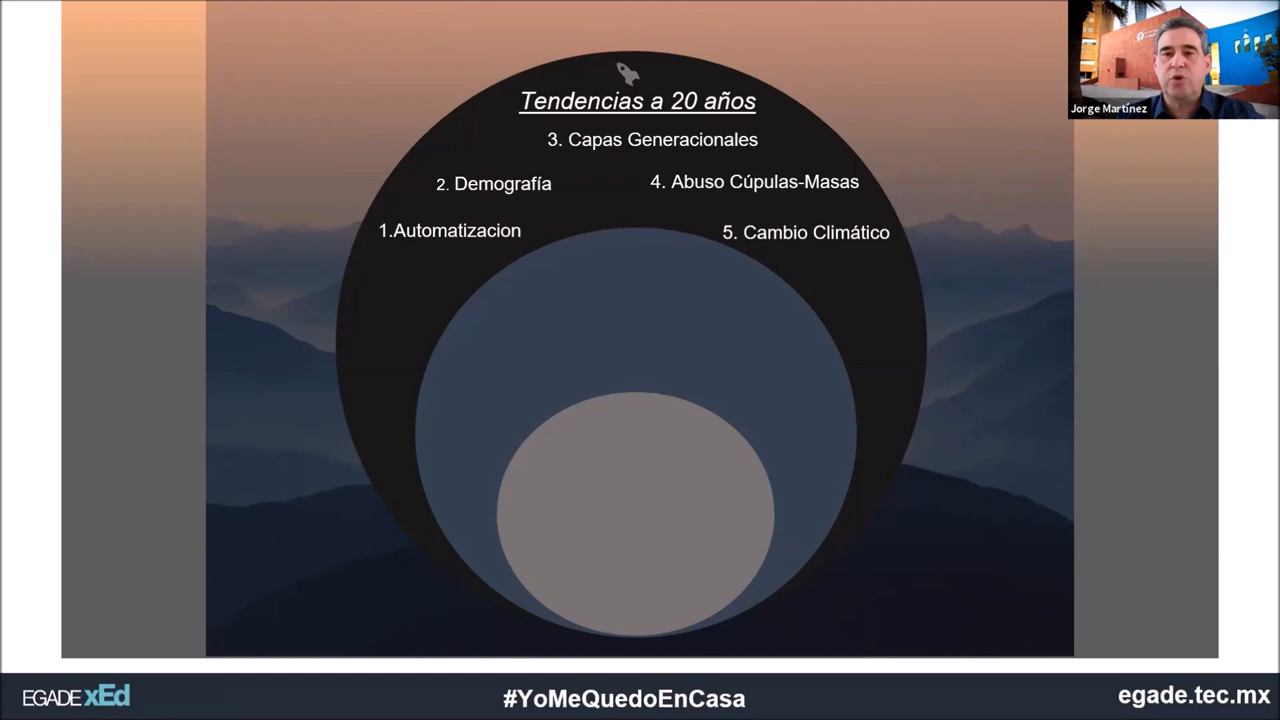 Tendencias a 20 años
3. Capas Generacionales
2. Demografía
4. Abuso Cúpulas-Masas
1.Automatizacion
5. Cambio Climático
Jorge Martínez
EGADE xEd
#YoMeQuedoEnCasa
egade.tec.mx